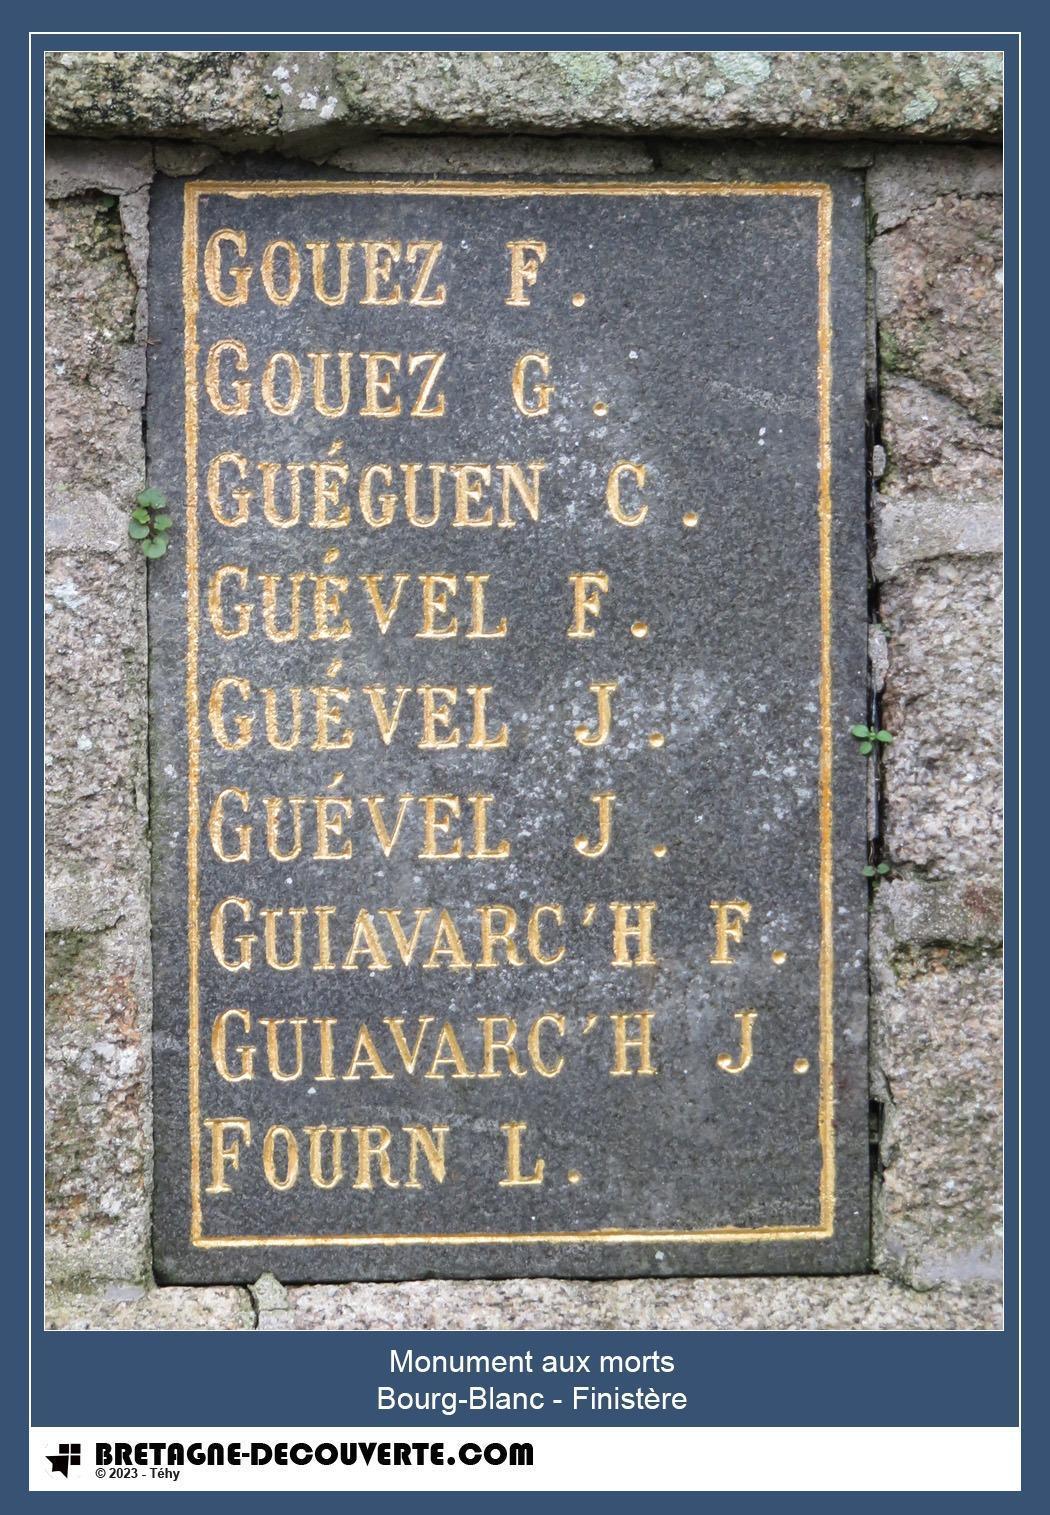 GOUEZ F.
GOUEZ G.
GUÉGUEN C.
GUÉVEL F.
GUÉVEL J.
GUÉVEL J.
GUIAVARC'H F.
GUIAVARC'H J.
FOURN L.
Monument aux morts
Bourg-Blanc - Finistère
BRETAGNE-DECOUVERTE.COM
© 2023 - Téhy